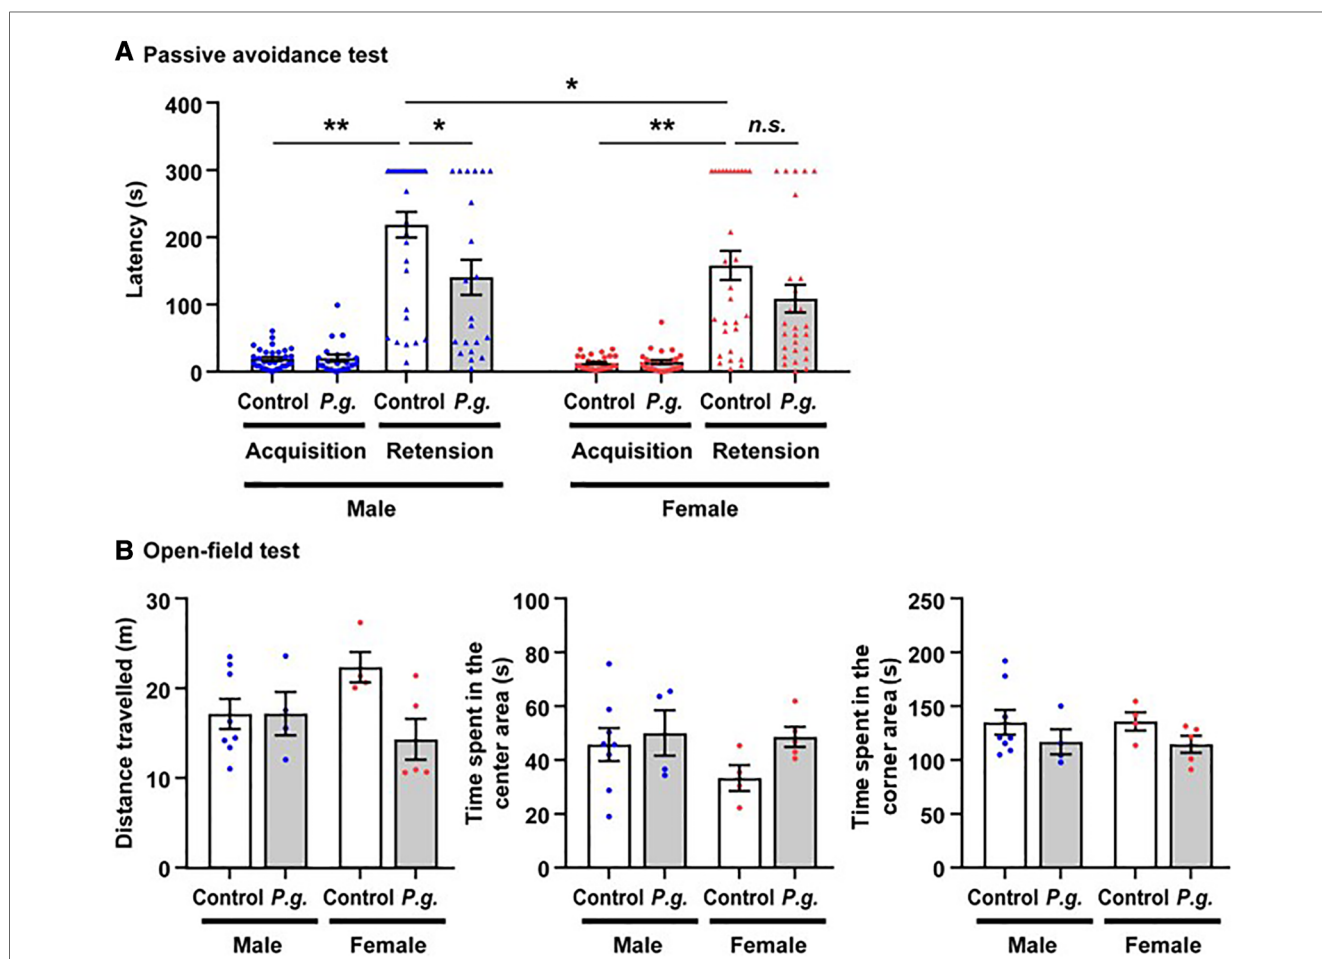 A Passive avoidance test
*
** * ** n.s.
400
300
200
100
0
Latency (s)
Control P.g. Control P.g. Control P.g. Control P.g.
Acquisition Retension Acquisition Retension
Male Female
B Open-field test
30
20
10
0
Distance travelled (m)
Control P.g. Control P.g.
Male Female
100
80
60
40
20
0
Time spent in the
center area (s)
Control P.g. Control P.g.
Male Female
250
200
150
100
50
0
Time spent in the
corner area (s)
Control P.g. Control P.g.
Male Female